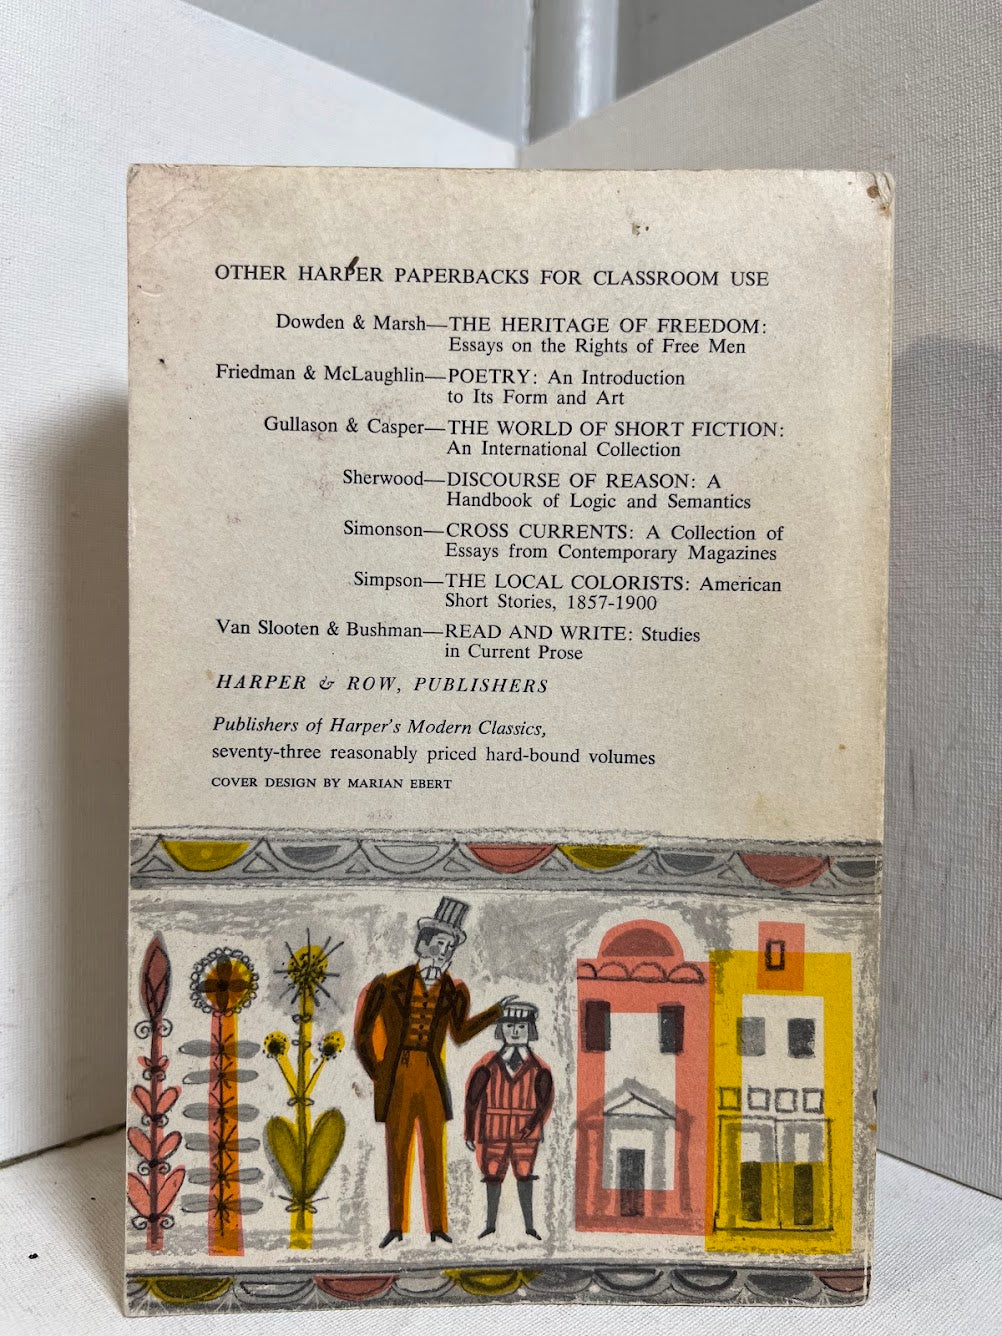 OTHER HARPER PAPERBACKS FOR CLASSROOM USE
Dowden & Marsh—THE HERITAGE OF FREEDOM:
Essays on the Rights of Free Men
Friedman & McLaughlin—POETRY: An Introduction
to Its Form and Art
Gullason & Casper—THE WORLD OF SHORT FICTION:
An International Collection
Sherwood—DISCOURSE OF REASON: A
Handbook of Logic and Semantics
Simonson—CROSS CURRENTS: A Collection of
Essays from Contemporary Magazines
Simpson—THE LOCAL COLORISTS: American
Short Stories, 1857-1900
Van Slooten & Bushman—READ AND WRITE: Studies
in Current Prose
HARPER & ROW, PUBLISHERS
Publishers of Harper's Modern Classics,
seventy-three reasonably priced hard-bound volumes
COVER DESIGN BY MARIAN EBERT